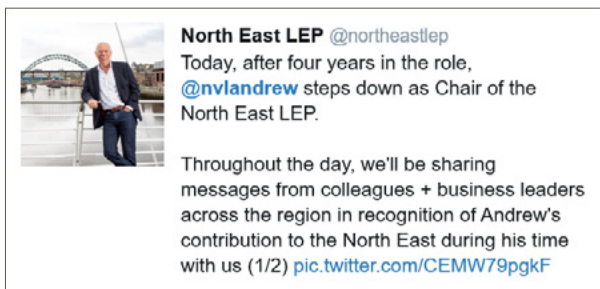 North East LEP @northeastlep
Today, after four years in the role,
@nvlandrew steps down as Chair of the
North East LEP.
Throughout the day, we'll be sharing
messages from colleagues + business leaders
across the region in recognition of Andrew's
contribution to the North East during his time
with us (1/2) pic.twitter.com/CEMW79pgkF